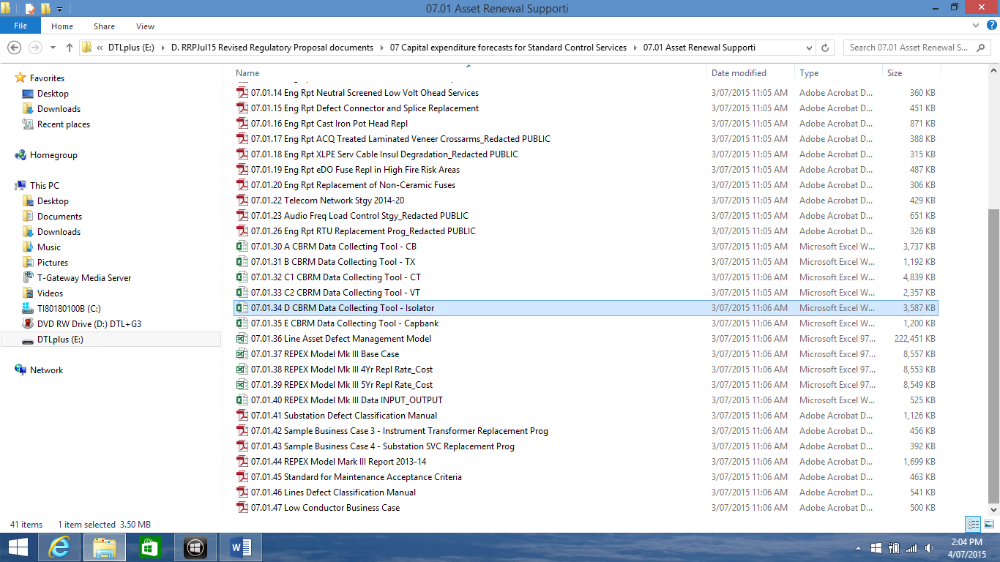 07.01 Asset Renewal Supporti
File Home Share View
« DTLplus (E:) D. RRPJul15 Revised Regulatory Proposal documents 07 Capital expenditure forecasts for Standard Control Services 07.01 Asset Renewal Supporti Search 07.01 Asset Renewal S...
Favorites
Desktop
Downloads
Recent places
Homegroup
This PC
Desktop
Documents
Downloads
Music
Pictures
T-Gateway Media Server
Videos
TI80180100B (C:)
DVD RW Drive (D:) DTL+G3
DTLplus (E:)
Network
Name Date modified Type Size
07.01.14 Eng Rpt Neutral Screened Low Volt Ohead Services 3/07/2015 11:05 AM Adobe Acrobat D... 360 KB
07.01.15 Eng Rpt Defect Connector and Splice Replacement 3/07/2015 11:05 AM Adobe Acrobat D... 451 KB
07.01.16 Eng Rpt Cast Iron Pot Head Repl 3/07/2015 11:05 AM Adobe Acrobat D... 871 KB
07.01.17 Eng Rpt ACQ Treated Laminated Veneer Crossarms_Redacted PUBLIC 3/07/2015 11:05 AM Adobe Acrobat D... 388 KB
07.01.18 Eng Rpt XLPE Serv Cable Insul Degradation_Redacted PUBLIC 3/07/2015 11:05 AM Adobe Acrobat D... 315 KB
07.01.19 Eng Rpt eDO Fuse Repl in High Fire Risk Areas 3/07/2015 11:05 AM Adobe Acrobat D... 487 KB
07.01.20 Eng Rpt Replacement of Non-Ceramic Fuses 3/07/2015 11:05 AM Adobe Acrobat D... 306 KB
07.01.22 Telecom Network Stgy 2014-20 3/07/2015 11:05 AM Adobe Acrobat D... 429 KB
07.01.23 Audio Freq Load Control Stgy_Redacted PUBLIC 3/07/2015 11:05 AM Adobe Acrobat D... 651 KB
07.01.26 Eng Rpt RTU Replacement Prog_Redacted PUBLIC 3/07/2015 11:05 AM Adobe Acrobat D... 326 KB
07.01.30 A CBRM Data Collecting Tool - CB 3/07/2015 11:05 AM Microsoft Excel W... 3,737 KB
07.01.31 B CBRM Data Collecting Tool - TX 3/07/2015 11:05 AM Microsoft Excel W... 1,192 KB
07.01.32 C1 CBRM Data Collecting Tool - CT 3/07/2015 11:06 AM Microsoft Excel W... 4,839 KB
07.01.33 C2 CBRM Data Collecting Tool - VT 3/07/2015 11:06 AM Microsoft Excel W... 2,357 KB
07.01.34 D CBRM Data Collecting Tool - Isolator 3/07/2015 11:06 AM Microsoft Excel W... 3,587 KB
07.01.35 E CBRM Data Collecting Tool - Capbank 3/07/2015 11:06 AM Microsoft Excel W... 1,200 KB
07.01.36 Line Asset Defect Management Model 3/07/2015 11:06 AM Microsoft Excel 97... 222,451 KB
07.01.37 REPEX Model Mk III Base Case 3/07/2015 11:06 AM Microsoft Excel 97... 8,557 KB
07.01.38 REPEX Model Mk III 4Yr Repl Rate_Cost 3/07/2015 11:06 AM Microsoft Excel 97... 8,553 KB
07.01.39 REPEX Model Mk III 5Yr Repl Rate_Cost 3/07/2015 11:06 AM Microsoft Excel 97... 8,549 KB
07.01.40 REPEX Model Mk III Data INPUT_OUTPUT 3/07/2015 11:06 AM Microsoft Excel W... 525 KB
07.01.41 Substation Defect Classification Manual 3/07/2015 11:06 AM Adobe Acrobat D... 1,126 KB
07.01.42 Sample Business Case 3 - Instrument Transformer Replacement Prog 3/07/2015 11:06 AM Adobe Acrobat D... 456 KB
07.01.43 Sample Business Case 4 - Substation SVC Replacement Prog 3/07/2015 11:06 AM Adobe Acrobat D... 392 KB
07.01.44 REPEX Model Mark III Report 2013-14 3/07/2015 11:06 AM Adobe Acrobat D... 1,699 KB
07.01.45 Standard for Maintenance Acceptance Criteria 3/07/2015 11:06 AM Adobe Acrobat D... 463 KB
07.01.46 Lines Defect Classification Manual 3/07/2015 11:06 AM Adobe Acrobat D... 541 KB
07.01.47 Low Conductor Business Case 3/07/2015 11:06 AM Adobe Acrobat D... 500 KB
41 items 1 item selected 3.50 MB
2:04 PM
4/07/2015